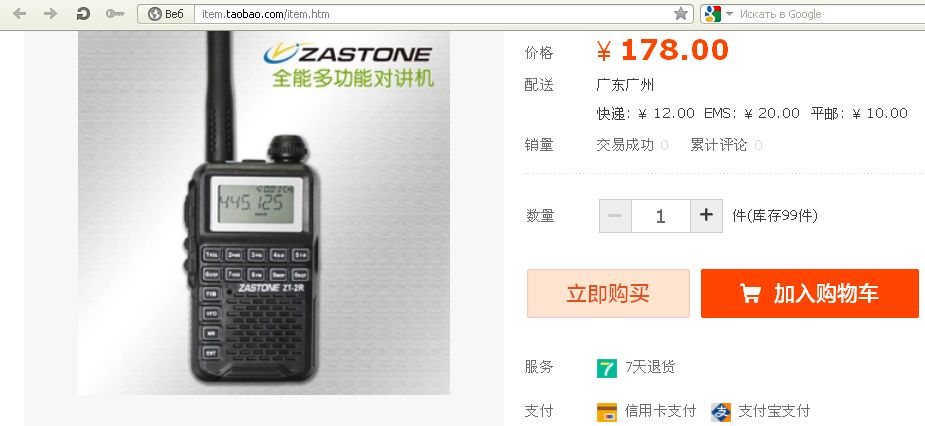 Веб
item.taobao.com/item.htm
Искать в Google
ZASTONE
全能多功能对讲机
445.125
ZASTONE ZT-2R
VFO
MR
ENT
价格
¥ 178.00
配送
广东广州
快递: ¥ 12.00 EMS: ¥ 20.00 平邮: ¥ 10.00
销量
交易成功 0 累计评论 0
数量
− 1 +
件(库存99件)
立即购买
加入购物车
服务
7 7天退货
支付
信用卡支付
支 支付宝支付